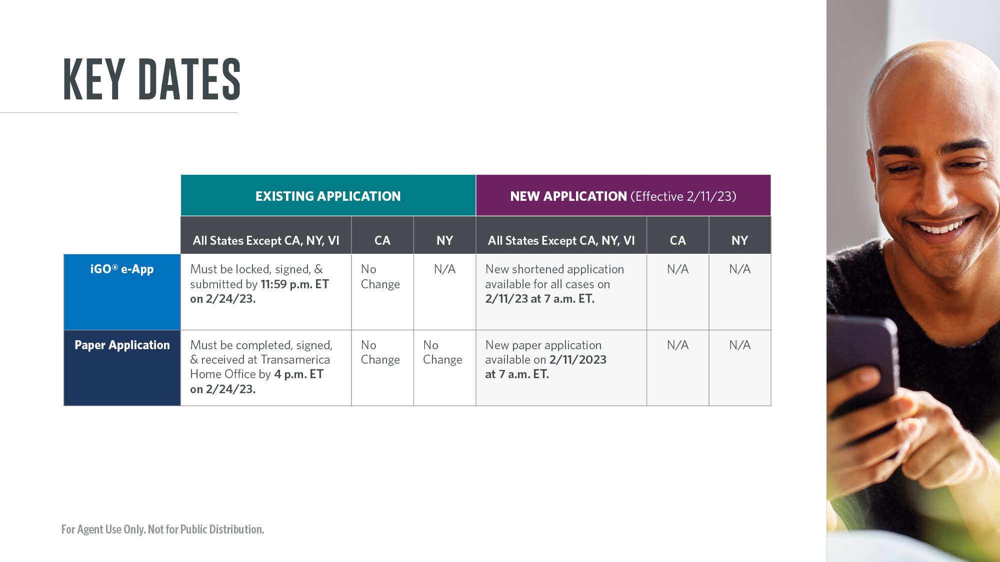 KEY DATES
EXISTING APPLICATION
NEW APPLICATION (Effective 2/11/23)
All States Except CA, NY, VI
CA
NY
All States Except CA, NY, VI
CA
NY
iGO® e-App
Must be locked, signed, &
submitted by 11:59 p.m. ET
on 2/24/23.
No
Change
N/A
New shortened application
available for all cases on
2/11/23 at 7 a.m. ET.
N/A
N/A
Paper Application
Must be completed, signed,
& received at Transamerica
Home Office by 4 p.m. ET
on 2/24/23.
No
Change
No
Change
New paper application
available on 2/11/2023
at 7 a.m. ET.
N/A
N/A
For Agent Use Only. Not for Public Distribution.